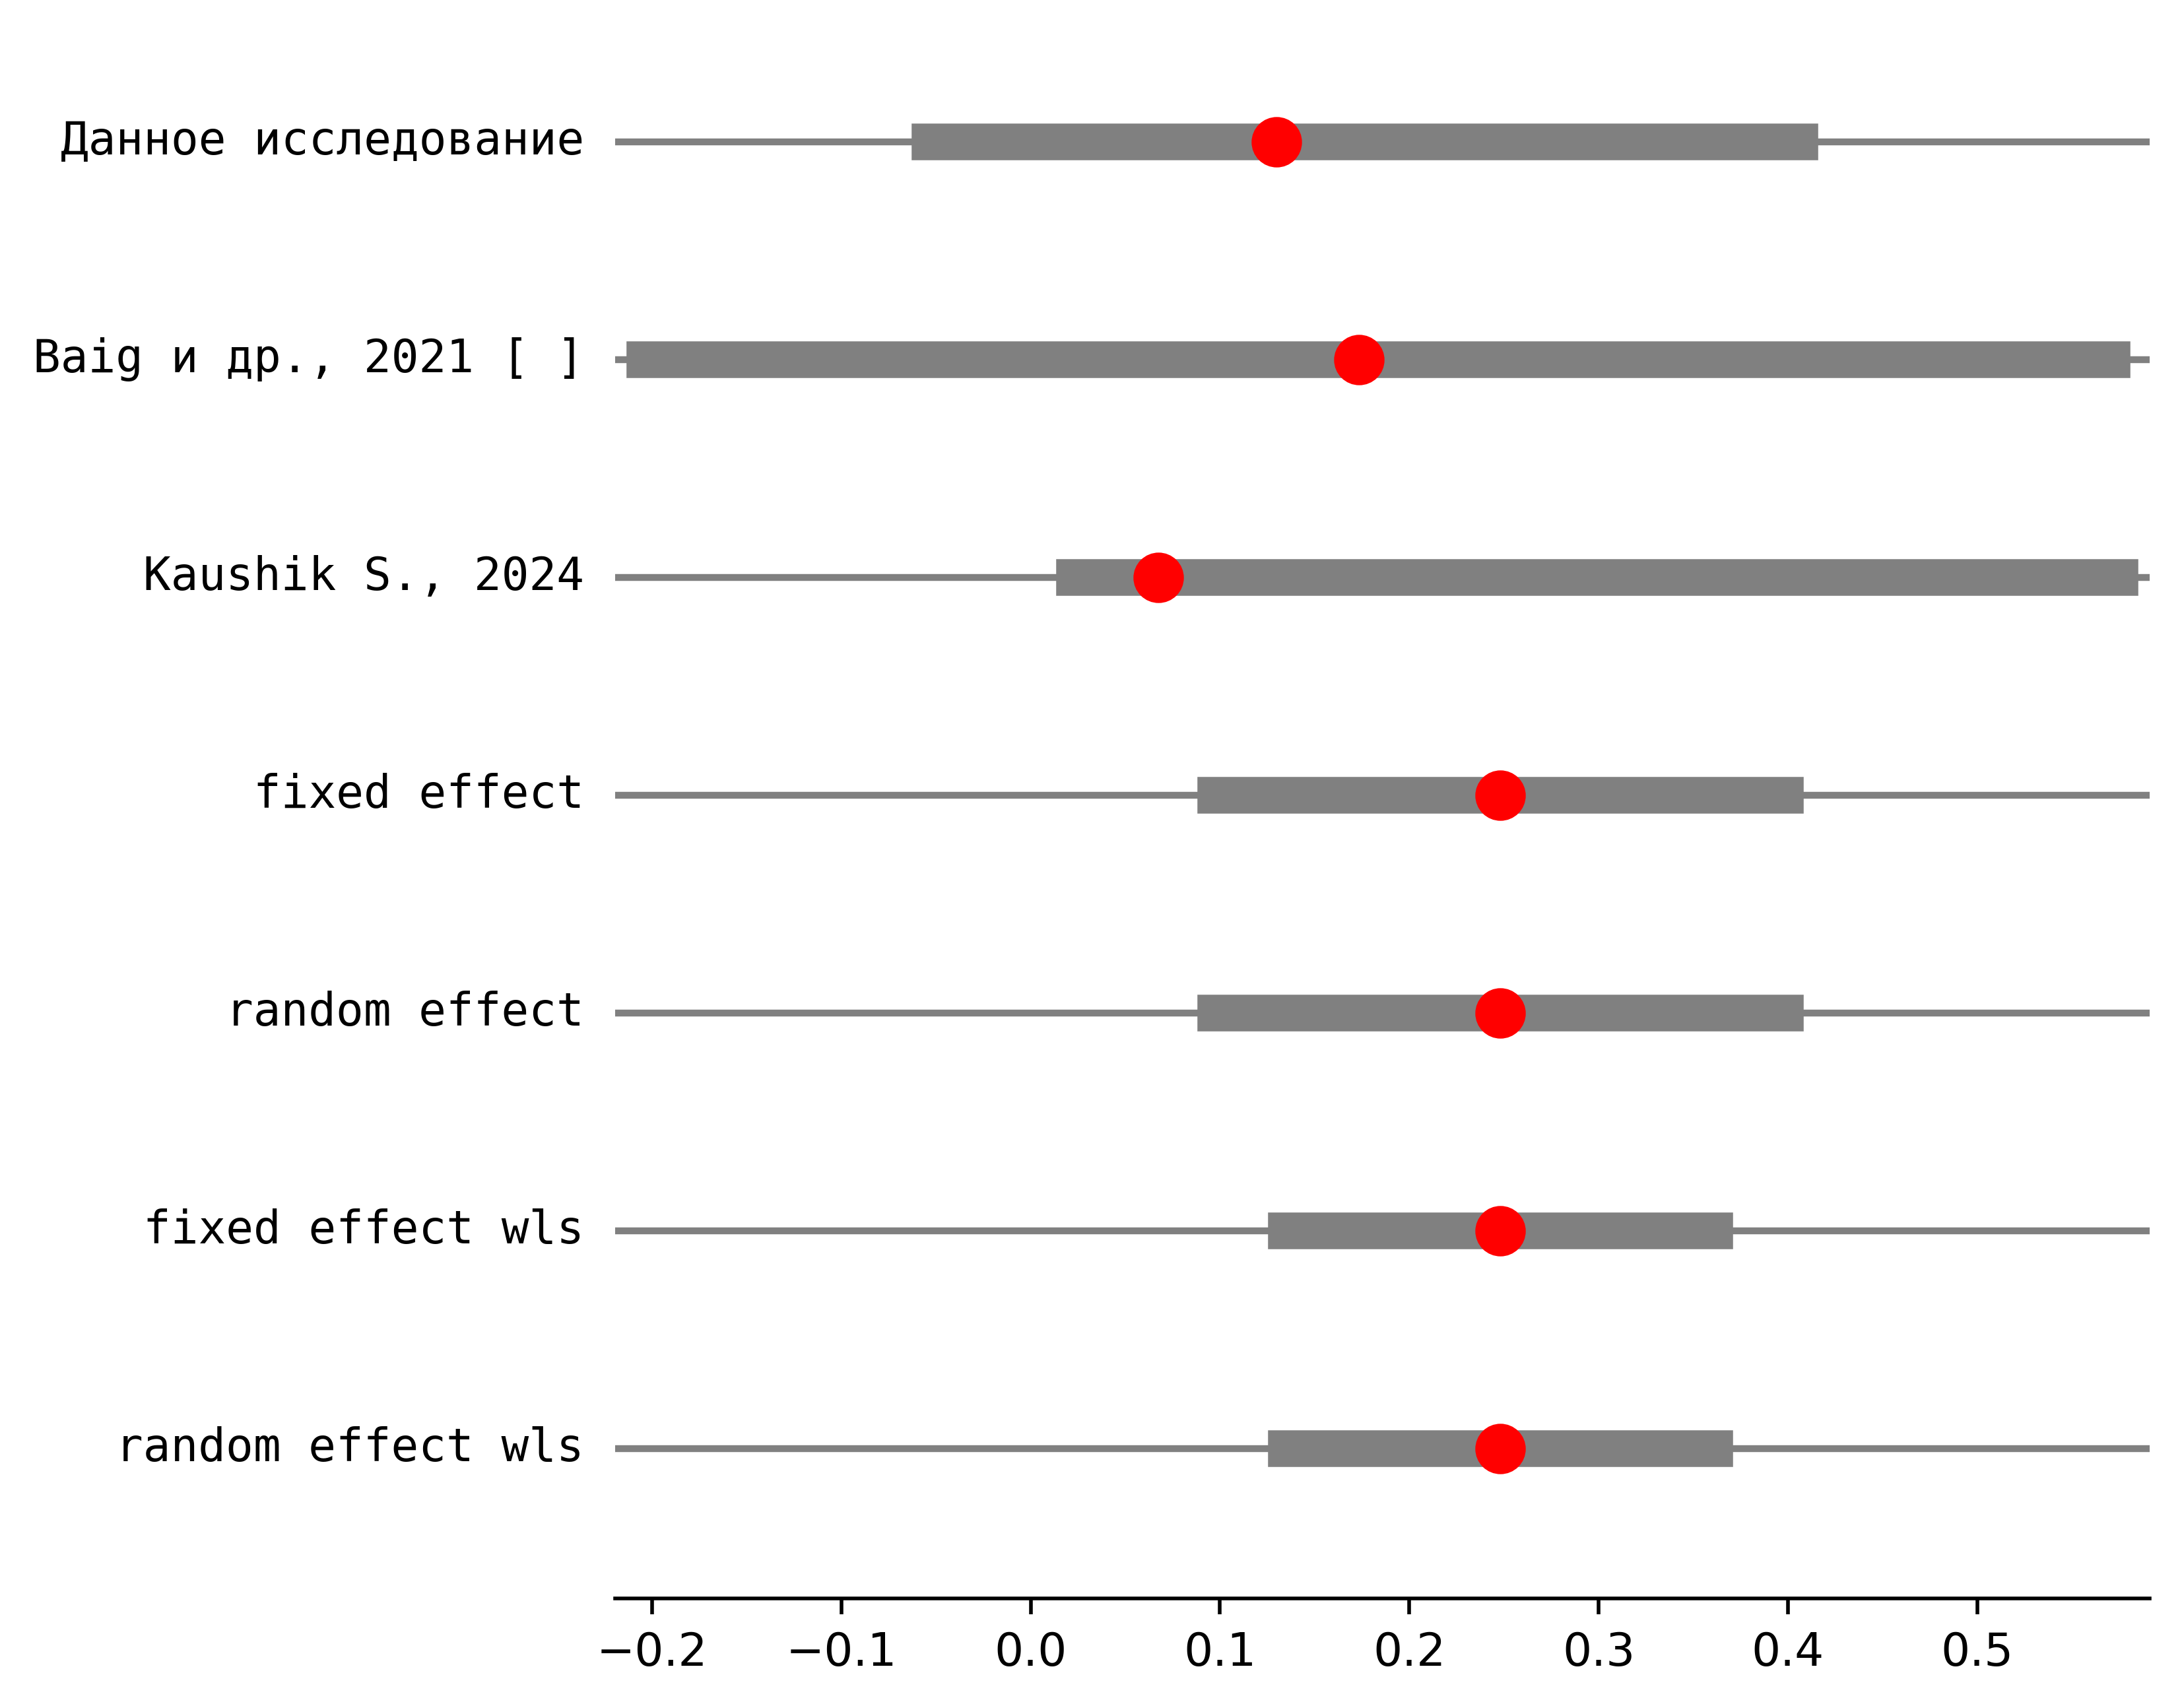 Данное исследование
Baig и др., 2021 [ ]
Kaushik S., 2024
fixed effect
random effect
fixed effect wls
random effect wls
−0.2 −0.1 0.0 0.1 0.2 0.3 0.4 0.5